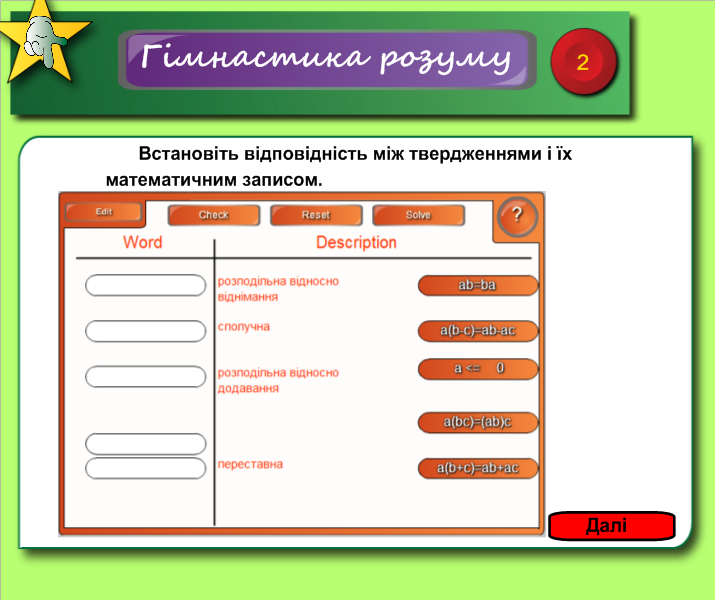 Гімнастика розуму
2
Встановіть відповідність між твердженнями і їх
математичним записом.
Edit
Check
Reset
Solve
?
Word
Description
розподільна відносно
віднімання
ab=ba
сполучна
a(b-c)=ab-ac
розподільна відносно
додавання
a <= 0
a(bc)=(ab)c
переставна
a(b+c)=ab+ac
Далі